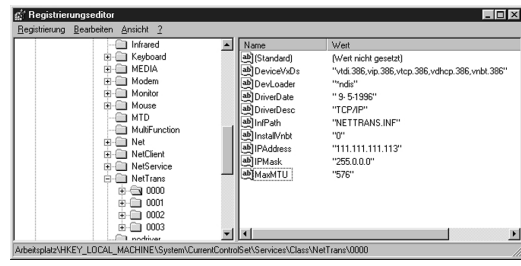 Registrierungseditor
Registrierung Bearbeiten Ansicht ?
Infrared
Keyboard
MEDIA
Modem
Monitor
Mouse
MTD
MultiFunction
Net
NetClient
NetService
NetTrans
0000
0001
0002
0003
nodriver
Name Wert
(Standard) (Wert nicht gesetzt)
DeviceVxDs "vtdi.386,vip.386,vtcp.386,vdhcp.386,vnbt.386"
DevLoader "*ndis"
DriverDate " 9- 5-1996"
DriverDesc "TCP/IP"
InfPath "NETTRANS.INF"
InstallVnbt "0"
IPAddress "111.111.111.113"
IPMask "255.0.0.0"
MaxMTU "576"
Arbeitsplatz\HKEY_LOCAL_MACHINE\System\CurrentControlSet\Services\Class\NetTrans\0000